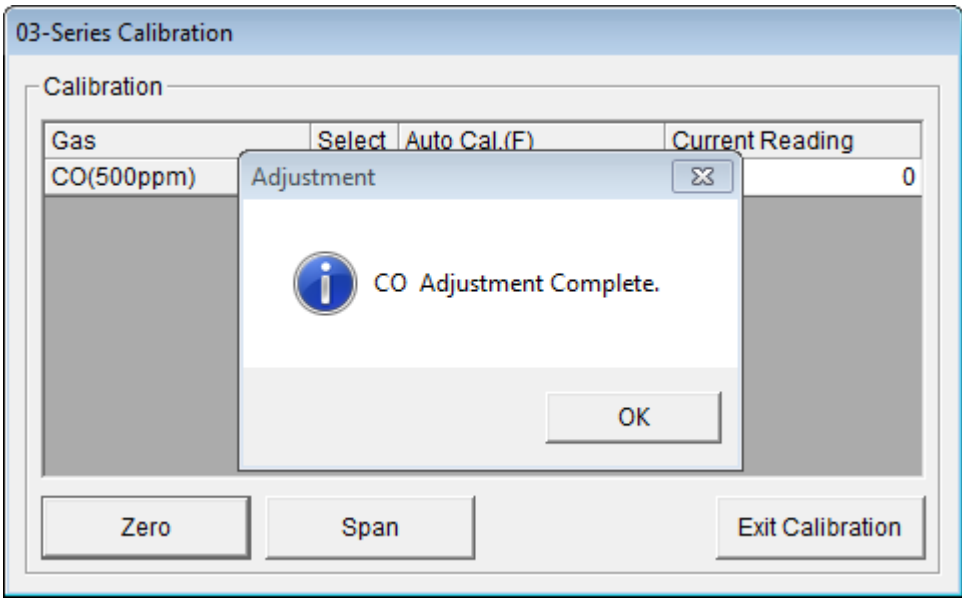 03-Series Calibration
Calibration
Gas Select Auto Cal.(F) Current Reading
CO(500ppm) 0
Adjustment
CO Adjustment Complete.
OK
Zero Span Exit Calibration